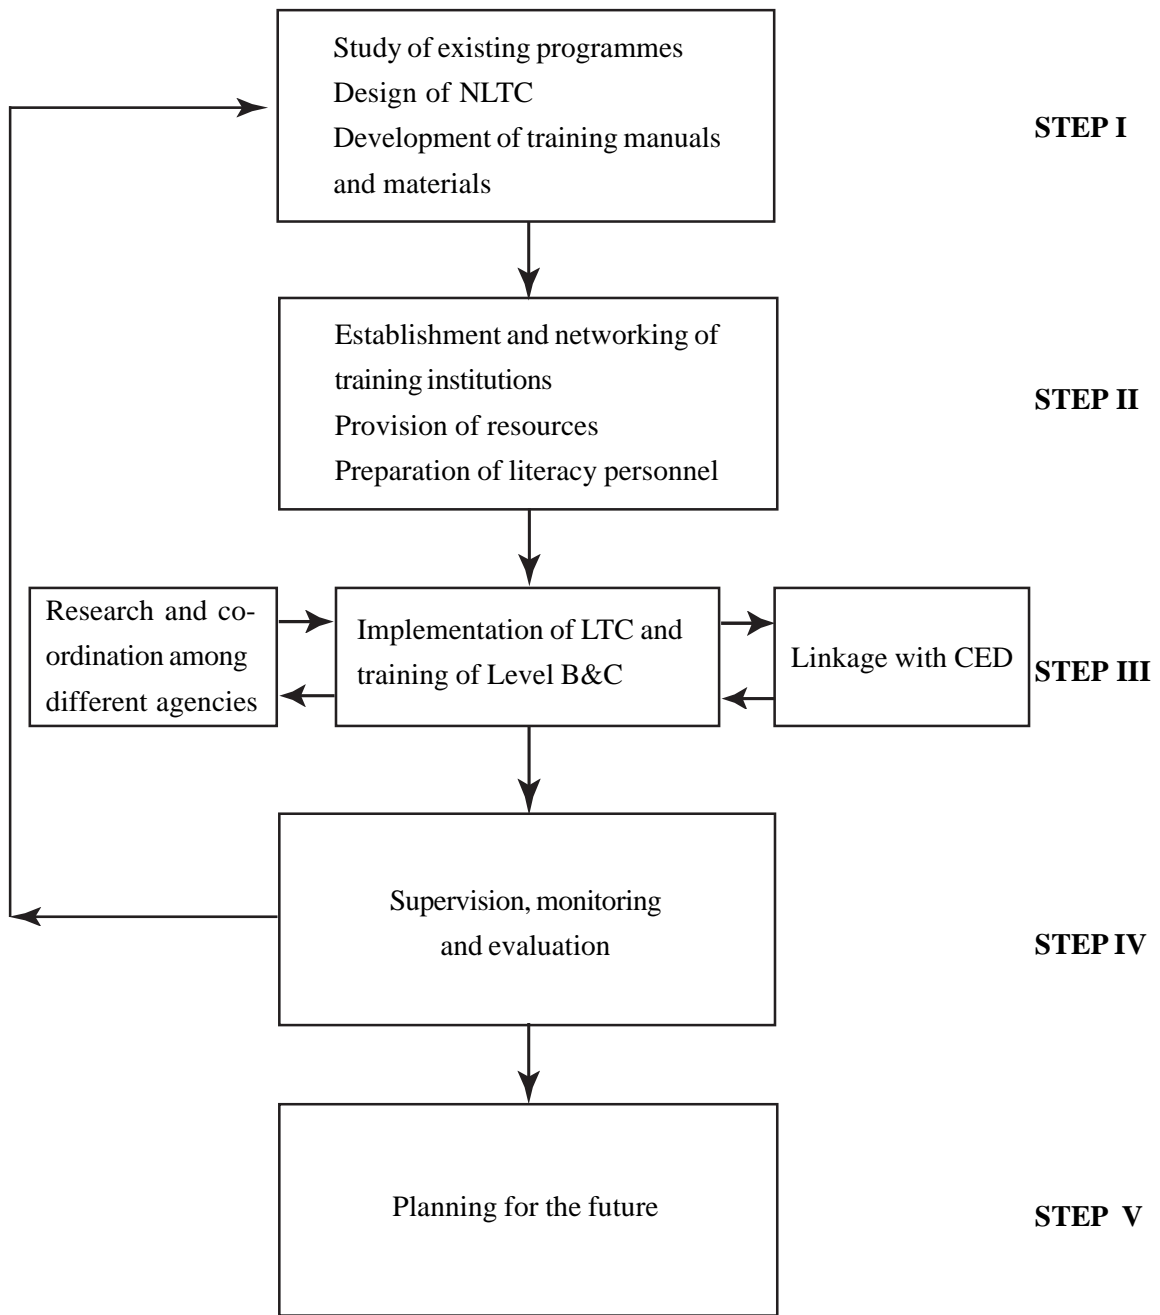 Study of existing programmes
Design of NLTC
Development of training manuals
and materials
STEP I
Establishment and networking of
training institutions
Provision of resources
Preparation of literacy personnel
STEP II
Research and co-
ordination among
different agencies
Implementation of LTC and
training of Level B&C
Linkage with CED
STEP III
Supervision, monitoring
and evaluation
STEP IV
Planning for the future
STEP V